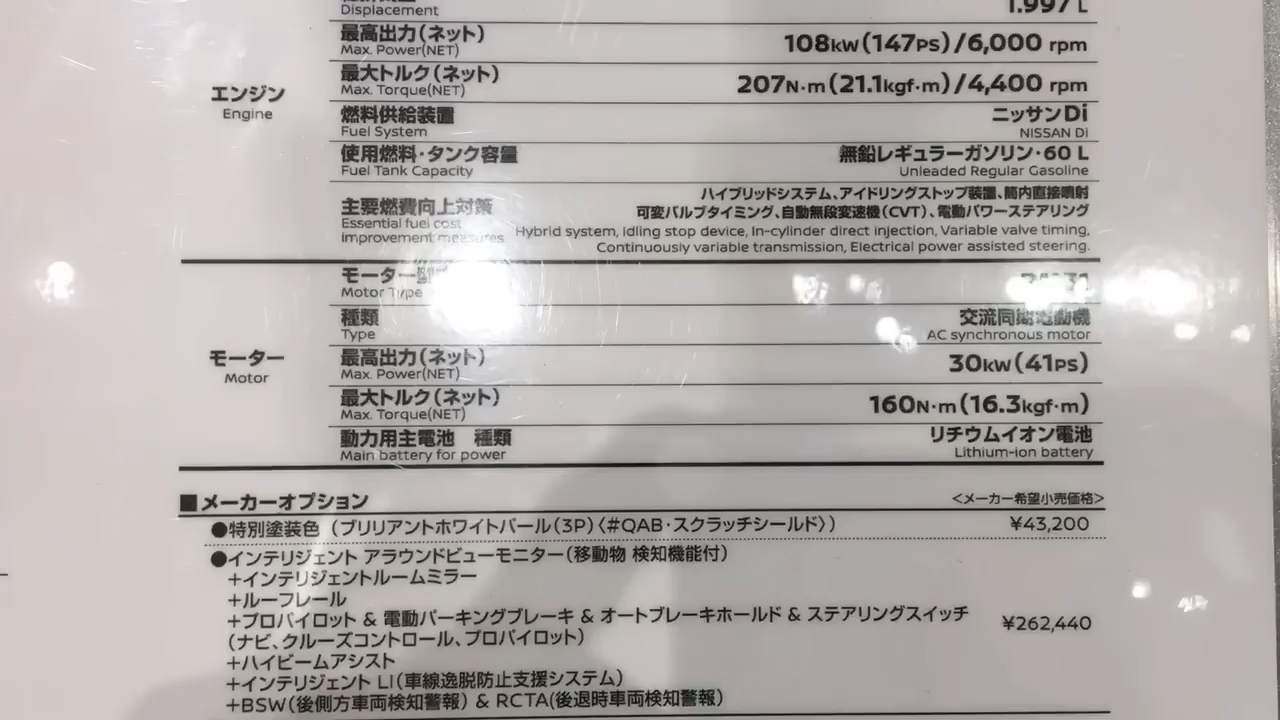 Displacement
1.997 L
最高出力(ネット)
Max. Power(NET)
108kW(147PS)/6,000 rpm
最大トルク(ネット)
Max. Torque(NET)
207N·m(21.1kgf·m)/4,400 rpm
エンジン
Engine
燃料供給装置
Fuel System
ニッサンDi
NISSAN Di
使用燃料・タンク容量
Fuel Tank Capacity
無鉛レギュラーガソリン・60 L
Unleaded Regular Gasoline
主要燃費向上対策
Essential fuel cost
improvement measures
ハイブリッドシステム、アイドリングストップ装置、筒内直接噴射
可変バルブタイミング、自動無段変速機(CVT)、電動パワーステアリング
Hybrid system, Idling stop device, In-cylinder direct injection, Variable valve timing,
Continuously variable transmission, Electrical power assisted steering.
モーター型
Motor Type
種類
Type
交流同期電動機
AC synchronous motor
モーター
Motor
最高出力(ネット)
Max. Power(NET)
30kW(41PS)
最大トルク(ネット)
Max. Torque(NET)
160N·m(16.3kgf·m)
動力用主電池 種類
Main battery for power
リチウムイオン電池
Lithium-ion battery
■メーカーオプション
<メーカー希望小売価格>
●特別塗装色 (ブリリアントホワイトパール(3P)〈#QAB・スクラッチシールド〉)
¥43,200
●インテリジェント アラウンドビューモニター(移動物 検知機能付)
+インテリジェントルームミラー
+ルーフレール
+プロパイロット & 電動パーキングブレーキ & オートブレーキホールド & ステアリングスイッチ
(ナビ、クルーズコントロール、プロパイロット)
¥262,440
+ハイビームアシスト
+インテリジェント LI(車線逸脱防止支援システム)
+BSW(後側方車両検知警報) & RCTA(後退時車両検知警報)